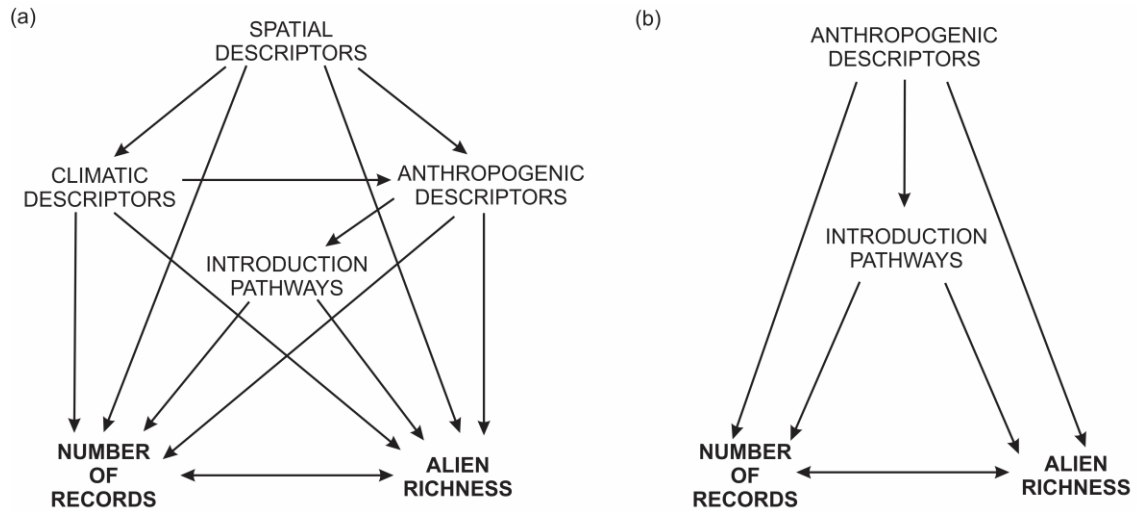 (a)
SPATIAL
DESCRIPTORS
CLIMATIC
DESCRIPTORS
ANTHROPOGENIC
DESCRIPTORS
INTRODUCTION
PATHWAYS
NUMBER
OF
RECORDS
ALIEN
RICHNESS
(b)
ANTHROPOGENIC
DESCRIPTORS
INTRODUCTION
PATHWAYS
NUMBER
OF
RECORDS
ALIEN
RICHNESS